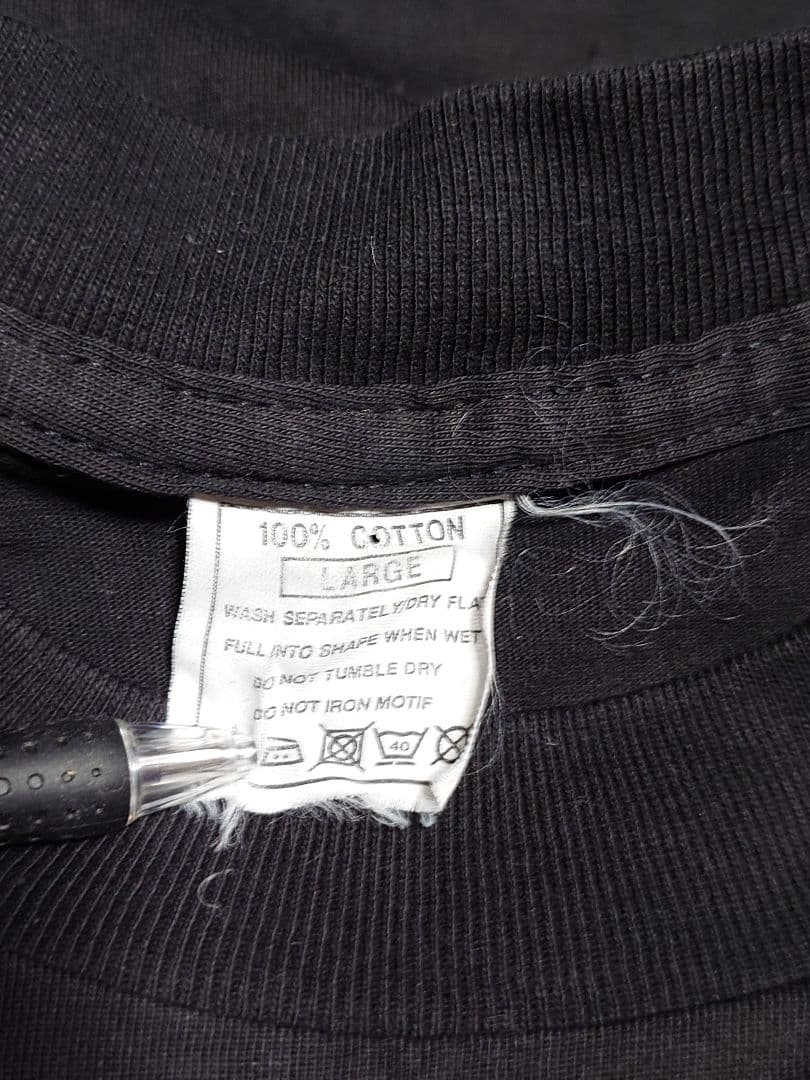 100% COTTON
LARGE
WASH SEPARATELY/DRY FLA
FULL INTO SHAPE WHEN WET
DO NOT TUMBLE DRY
DO NOT IRON MOTIF
40